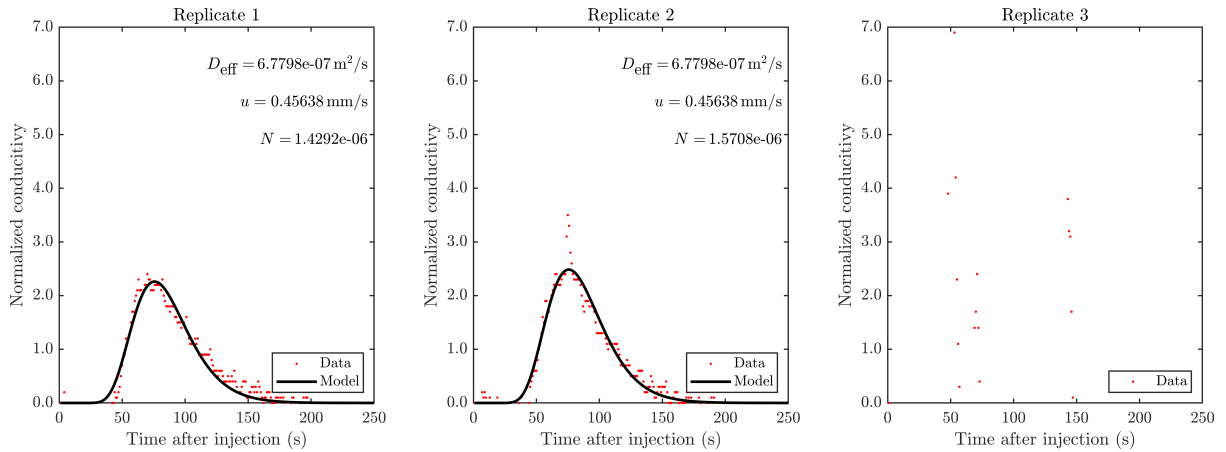 Replicate 1
7.0
6.0
5.0
4.0
3.0
2.0
1.0
0.0
Normalized conducitivy
D_eff = 6.7798e-07 m²/s
u = 0.45638 mm/s
N = 1.4292e-06
Data
Model
0 50 100 150 200 250
Time after injection (s)
Replicate 2
7.0
6.0
5.0
4.0
3.0
2.0
1.0
0.0
Normalized conducitivy
D_eff = 6.7798e-07 m²/s
u = 0.45638 mm/s
N = 1.5708e-06
Data
Model
0 50 100 150 200 250
Time after injection (s)
Replicate 3
7.0
6.0
5.0
4.0
3.0
2.0
1.0
0.0
Normalized conducitivy
Data
0 50 100 150 200 250
Time after injection (s)